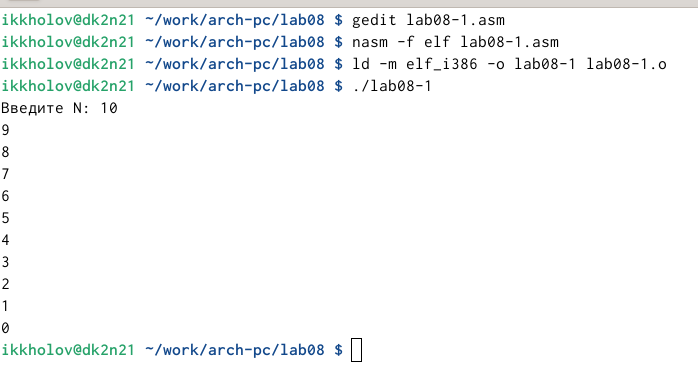 ikkholov@dk2n21 ~/work/arch-pc/lab08 $ gedit lab08-1.asm
ikkholov@dk2n21 ~/work/arch-pc/lab08 $ nasm -f elf lab08-1.asm
ikkholov@dk2n21 ~/work/arch-pc/lab08 $ ld -m elf_i386 -o lab08-1 lab08-1.o
ikkholov@dk2n21 ~/work/arch-pc/lab08 $ ./lab08-1
Введите N: 10
9
8
7
6
5
4
3
2
1
0
ikkholov@dk2n21 ~/work/arch-pc/lab08 $